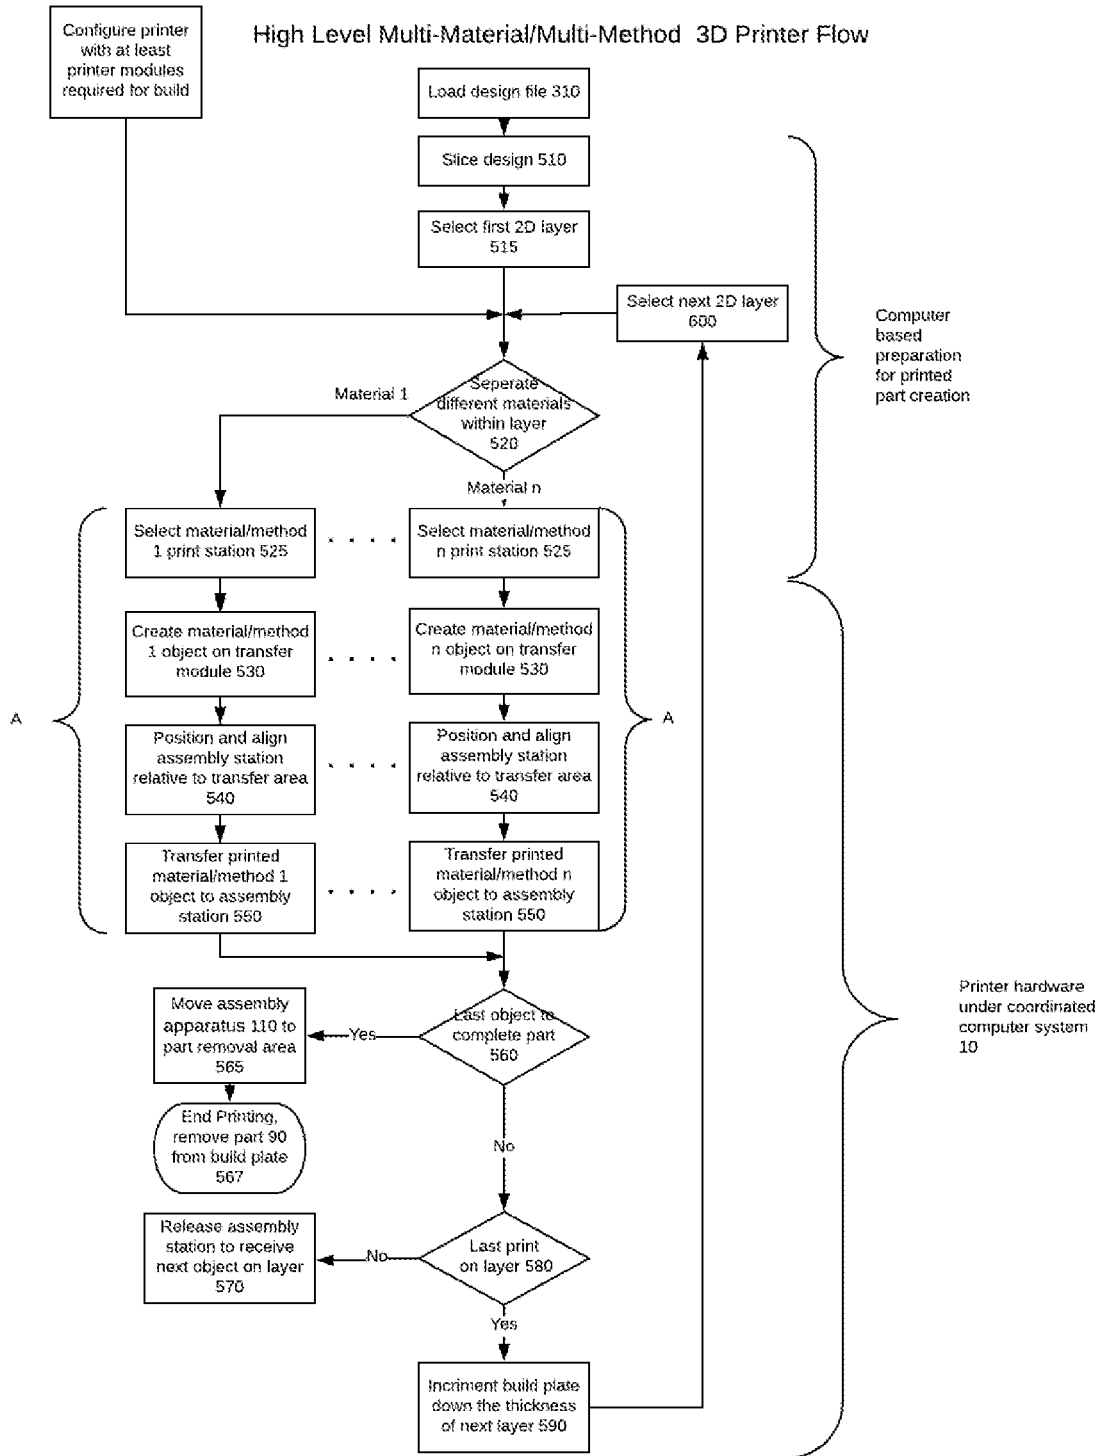 High Level Multi-Material/Multi-Method 3D Printer Flow
Configure printer
with at least
printer modules
required for build
Load design file 310
Slice design 510
Select first 2D layer
515
Select next 2D layer
600
Computer
based
preparation
for printed
part creation
Seperate
different materials
within layer
520
Material 1
Material n
Select material/method
1 print station 525
. . . .
Select material/method
n print station 525
Create material/method
1 object on transfer
module 530
. . . .
Create material/method
n object on transfer
module 530
A
A
Position and align
assembly station
relative to transfer area
540
. . . .
Position and align
assembly station
relative to transfer area
540
Transfer printed
material/method 1
object to assembly
station 550
. . . .
Transfer printed
material/method n
object to assembly
station 550
Move assembly
apparatus 110 to
part removal area
565
Yes
Last object to
complete part
560
Printer hardware
under coordinated
computer system
10
End Printing,
remove part 90
from build plate
567
No
Release assembly
station to receive
next object on layer
570
No
Last print
on layer 580
Yes
Incriment build plate
down the thickness
of next layer 590